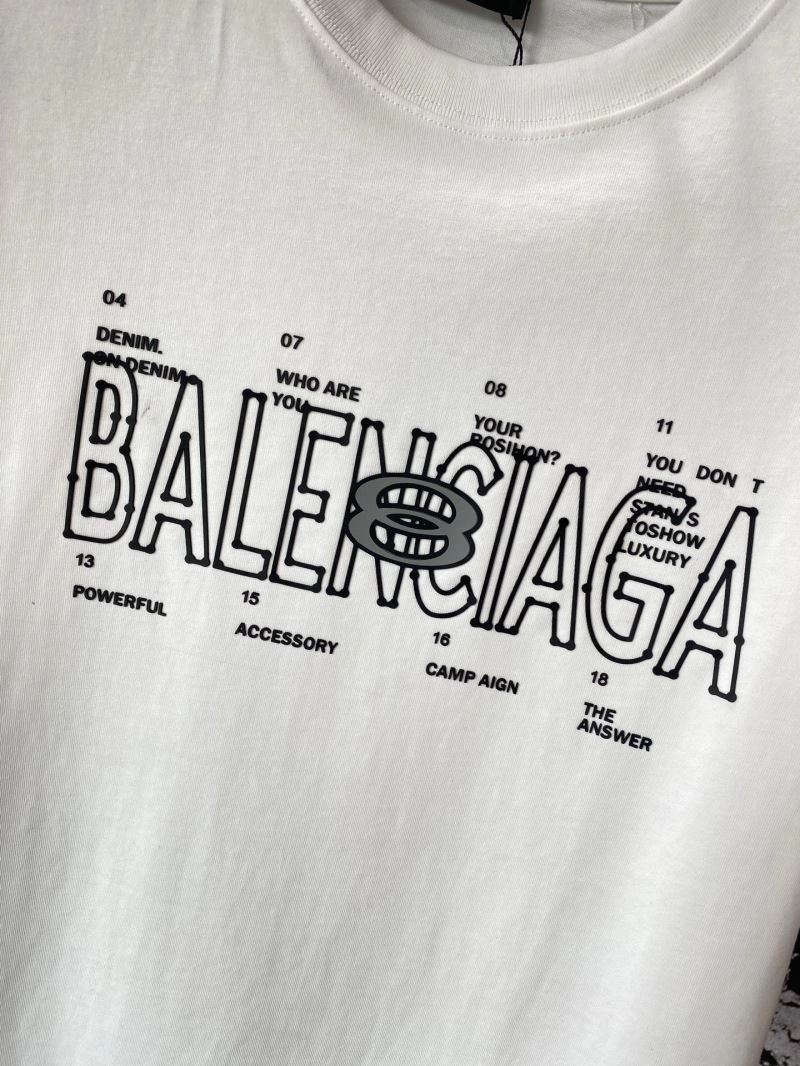 04
DENIM.
ON DENIM
07
WHO ARE
YOU
08
YOUR
POSIHON?
11
YOU DON T
NEED
STAN S
TOSHOW
LUXURY
BALENCIAGA
13
POWERFUL
15
ACCESSORY
16
CAMP AIGN
18
THE
ANSWER